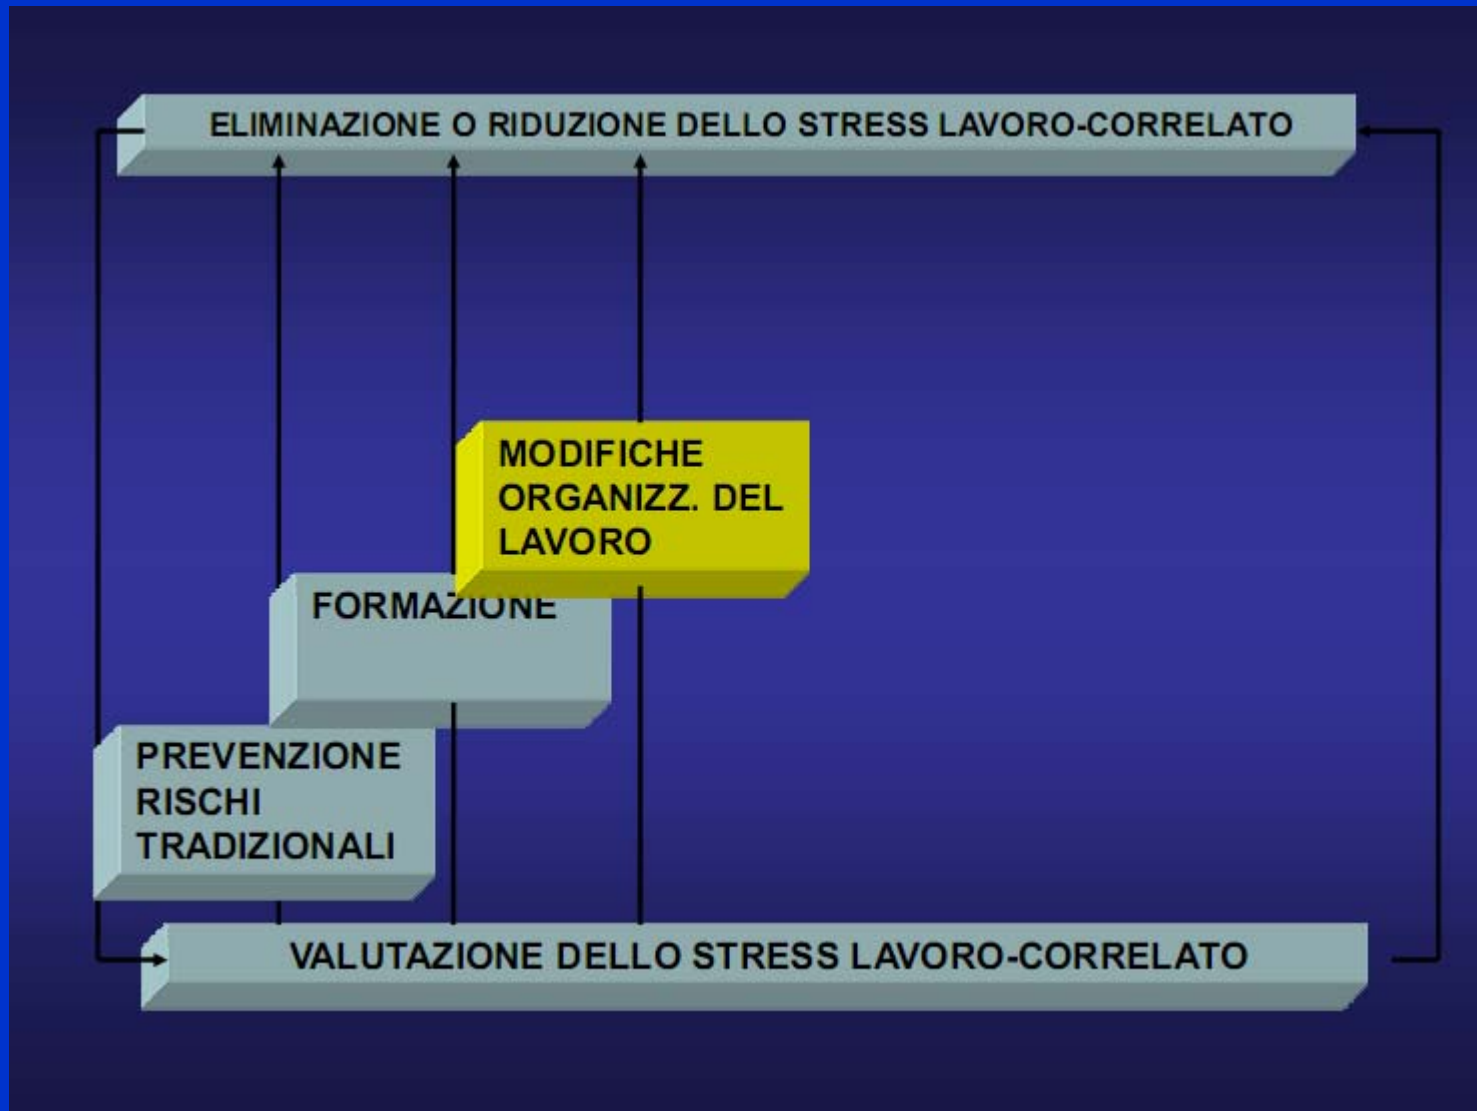 ELIMINAZIONE O RIDUZIONE DELLO STRESS LAVORO-CORRELATO
MODIFICHE
ORGANIZZ. DEL
LAVORO
FORMAZIONE
PREVENZIONE
RISCHI
TRADIZIONALI
VALUTAZIONE DELLO STRESS LAVORO-CORRELATO